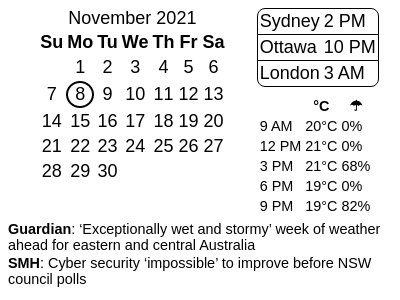 November 2021
Su Mo Tu We Th Fr Sa
1 2 3 4 5 6
7 8 9 10 11 12 13
14 15 16 17 18 19 20
21 22 23 24 25 26 27
28 29 30
Sydney 2 PM
Ottawa 10 PM
London 3 AM
°C ☂
9 AM 20°C 0%
12 PM 21°C 0%
3 PM 21°C 68%
6 PM 19°C 0%
9 PM 19°C 82%
Guardian: ‘Exceptionally wet and stormy’ week of weather
ahead for eastern and central Australia
SMH: Cyber security ‘impossible’ to improve before NSW
council polls